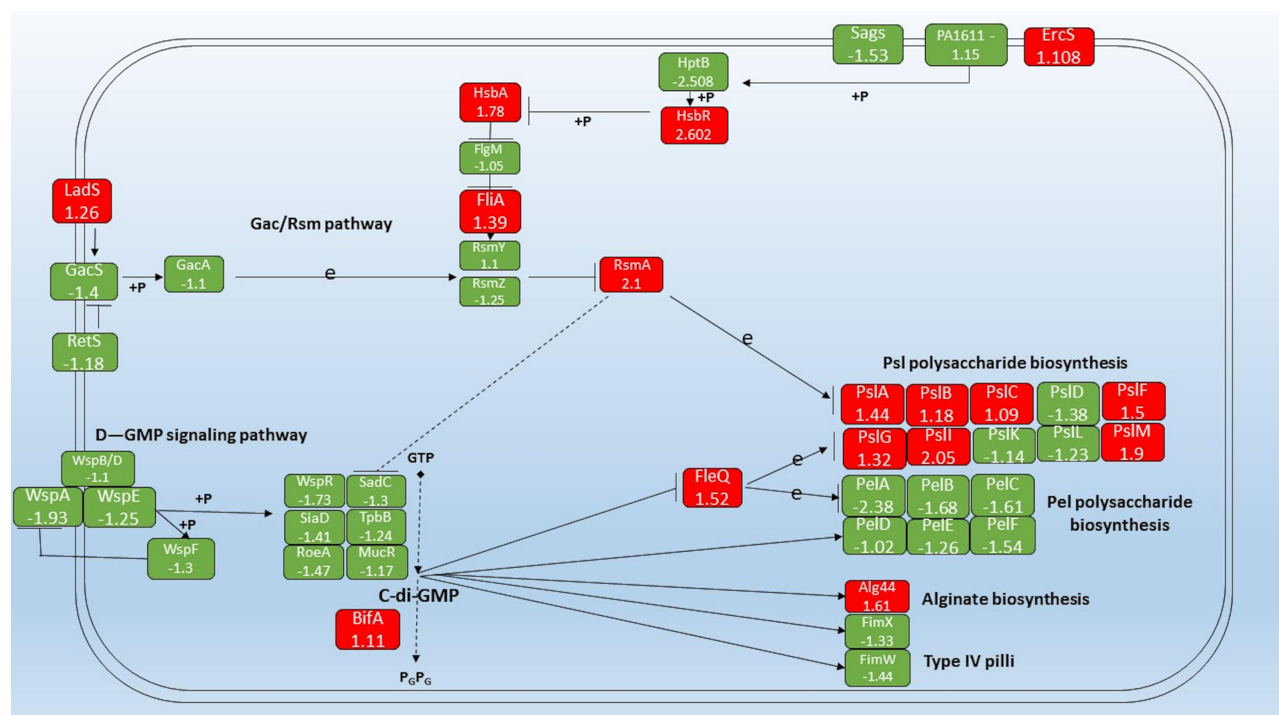 Sags
-1.53
PA1611 -
1.15
ErcS
1.108
HptB
-2.508
+P
+P
HsbA
1.78
+P
HsbR
2.602
FlgM
-1.05
LadS
1.26
FliA
1.39
Gac/Rsm pathway
RsmY
1.1
GacS
-1.4
+P
GacA
-1.1
e
RsmZ
-1.25
RsmA
2.1
RetS
-1.18
e
Psl polysaccharide biosynthesis
PslA
1.44
PslB
1.18
PslC
1.09
PslD
-1.38
PslF
1.5
PslG
1.32
PslI
2.05
PslK
-1.14
PslL
-1.23
PslM
1.9
D—GMP signaling pathway
WspB/D
-1.1
WspA
-1.93
WspE
-1.25
+P
+P
WspF
-1.3
WspR
-1.73
SadC
-1.3
SiaD
-1.41
TpbB
-1.24
RoeA
-1.47
MucR
-1.17
GTP
FleQ
1.52
e
e
PelA
-2.38
PelB
-1.68
PelC
-1.61
PelD
-1.02
PelE
-1.26
PelF
-1.54
Pel polysaccharide
biosynthesis
C-di-GMP
BifA
1.11
PGPG
Alg44
1.61
Alginate biosynthesis
FimX
-1.33
FimW
-1.44
Type IV pilli